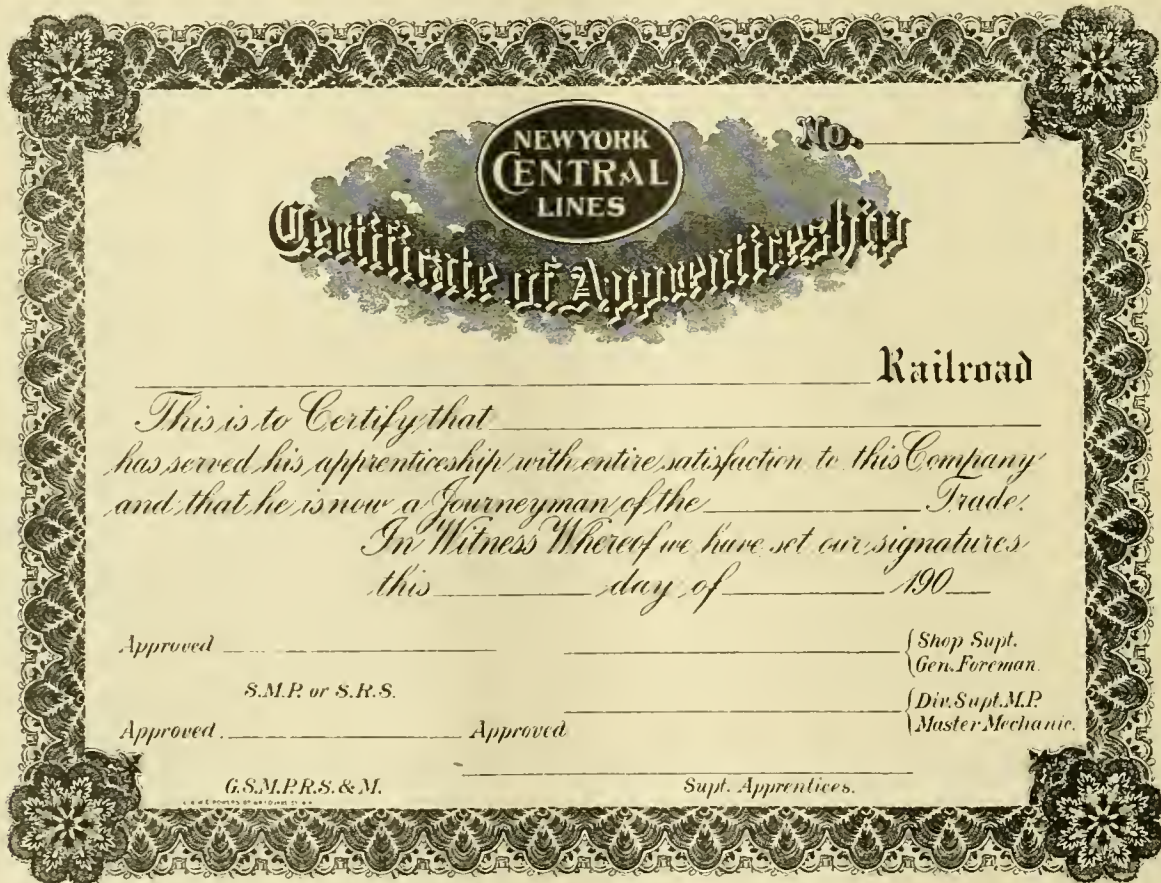 NEW YORK
CENTRAL
LINES
No.
Certificate of Apprenticeship
Railroad
This is to Certify that
has served his apprenticeship with entire satisfaction to this Company
and that he is now a Journeyman of the Trade.
In Witness Whereof we have set our signatures
this day of 190
Approved
Shop Supt.
Gen. Foreman.
S.M.P. or S.R.S.
Div. Supt. M.P.
Master Mechanic.
Approved Approved
G.S.M.P.R.S. & M.
Supt. Apprentices.